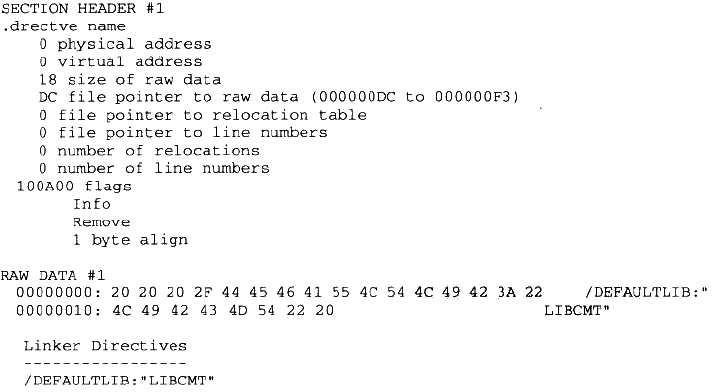 SECTION HEADER #1
.drectve name
0 physical address
0 virtual address
18 size of raw data
DC file pointer to raw data (000000DC to 000000F3)
0 file pointer to relocation table
0 file pointer to line numbers
0 number of relocations
0 number of line numbers
100A00 flags
Info
Remove
1 byte align
RAW DATA #1
00000000: 20 20 20 2F 44 45 46 41 55 4C 54 4C 49 42 3A 22 /DEFAULTLIB:"
00000010: 4C 49 42 43 4D 54 22 20 LIBCMT"
Linker Directives
-----------------
/DEFAULTLIB:"LIBCMT"